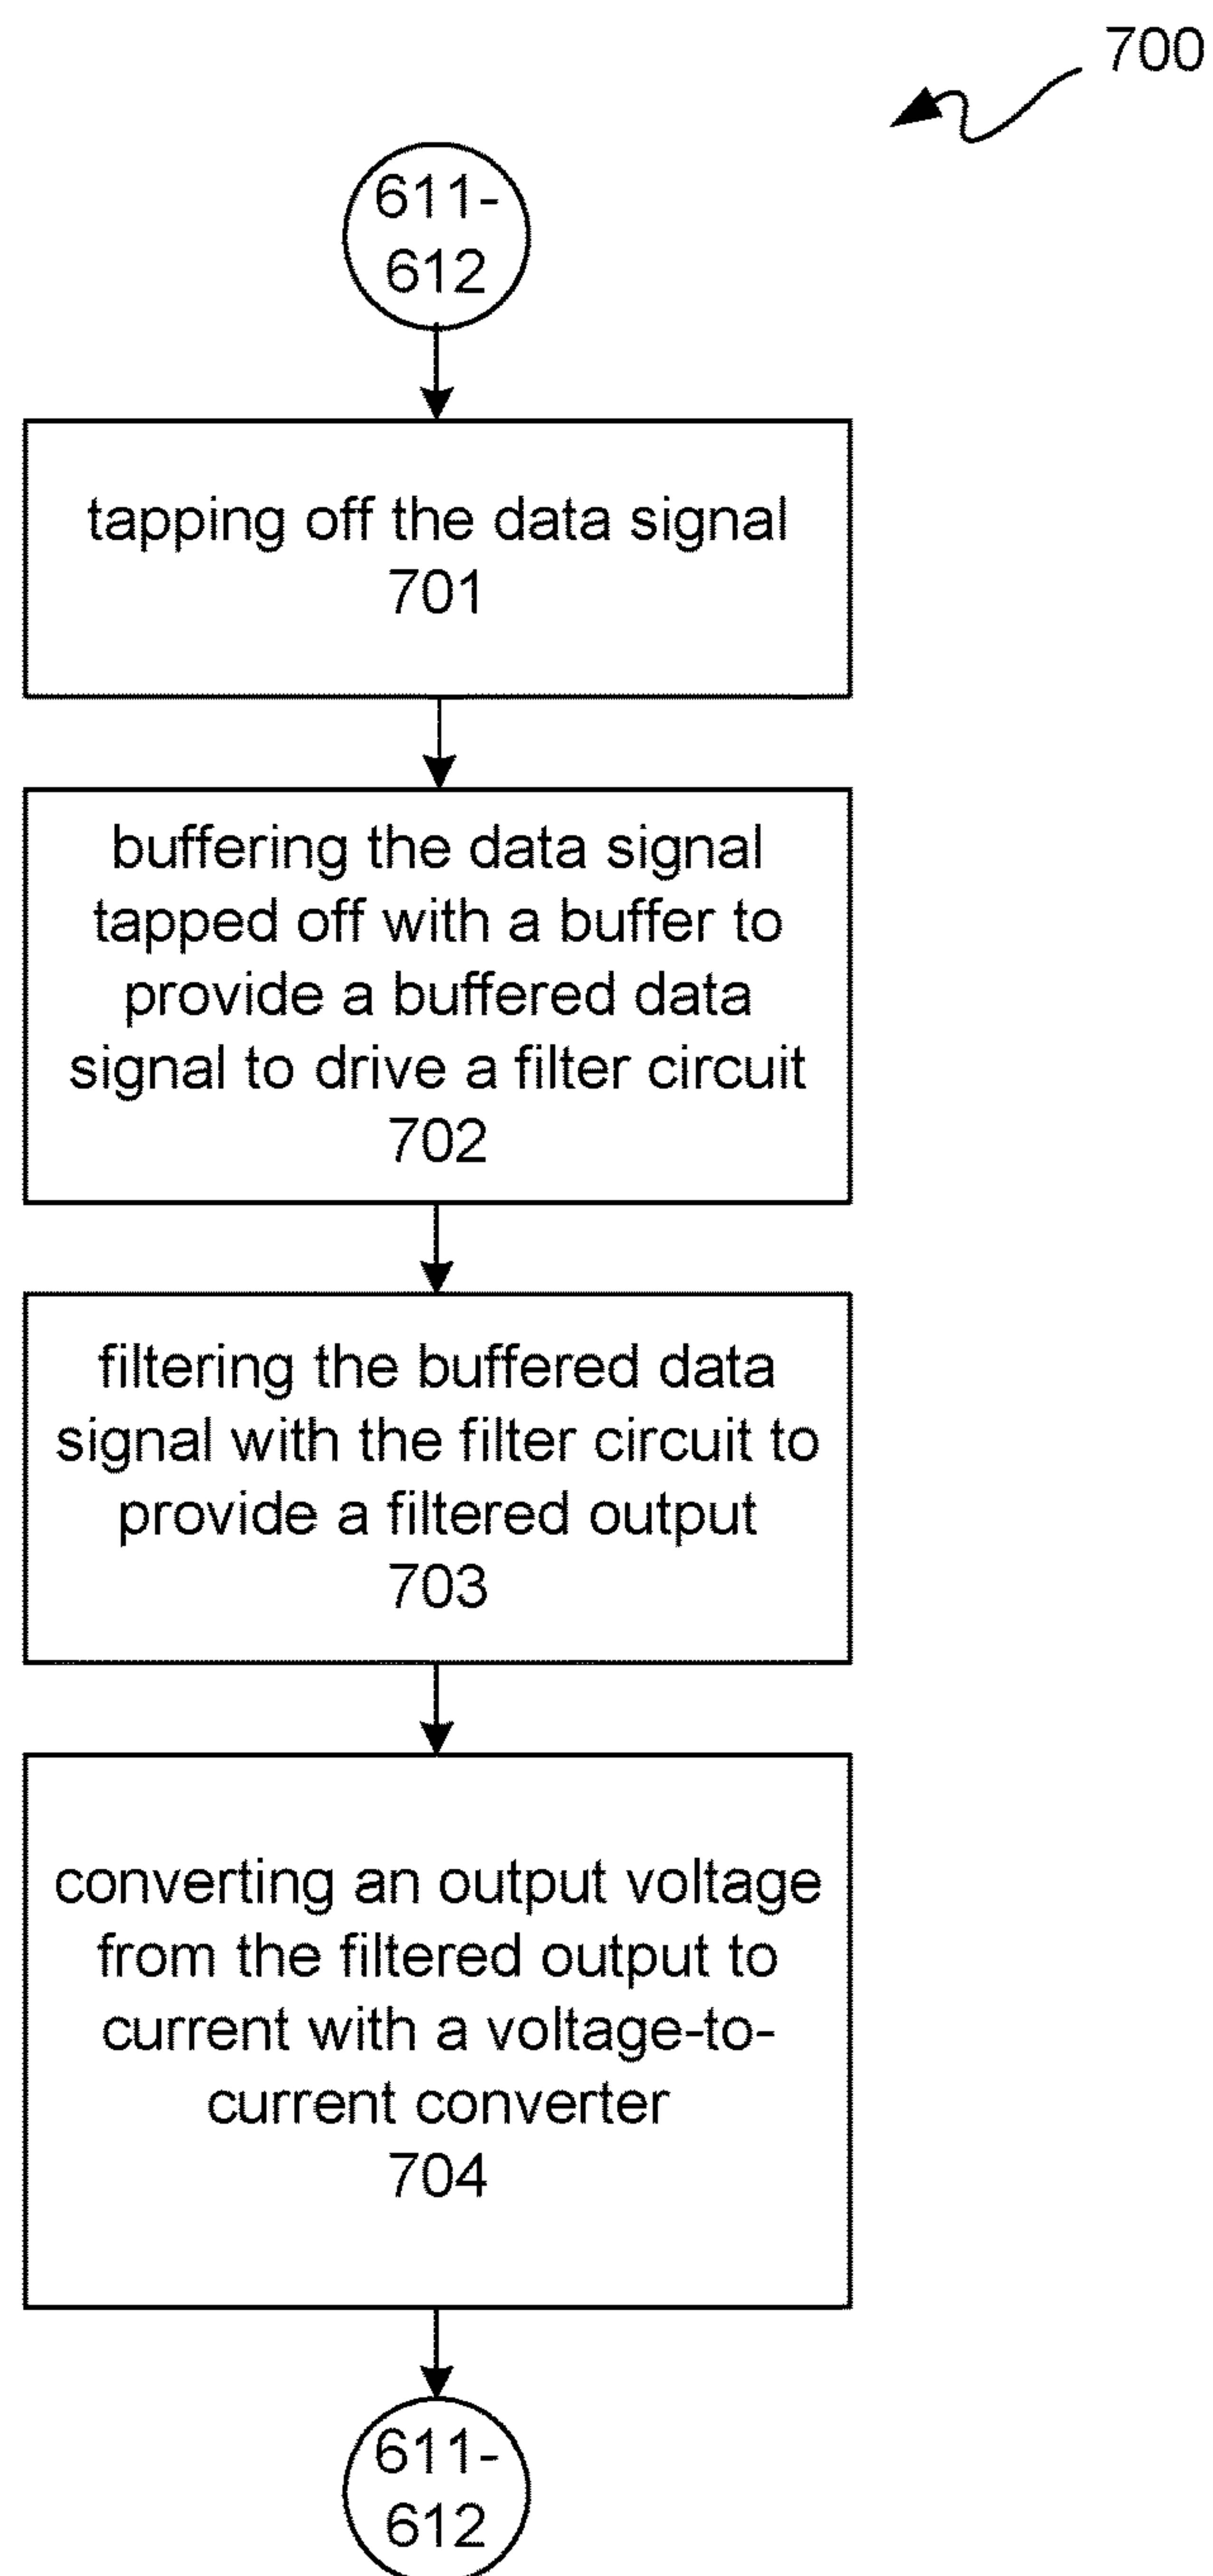 700
611-
612
tapping off the data signal
701
buffering the data signal
tapped off with a buffer to
provide a buffered data
signal to drive a filter circuit
702
filtering the buffered data
signal with the filter circuit to
provide a filtered output
703
converting an output voltage
from the filtered output to
current with a voltage-to-
current converter
704
611-
612